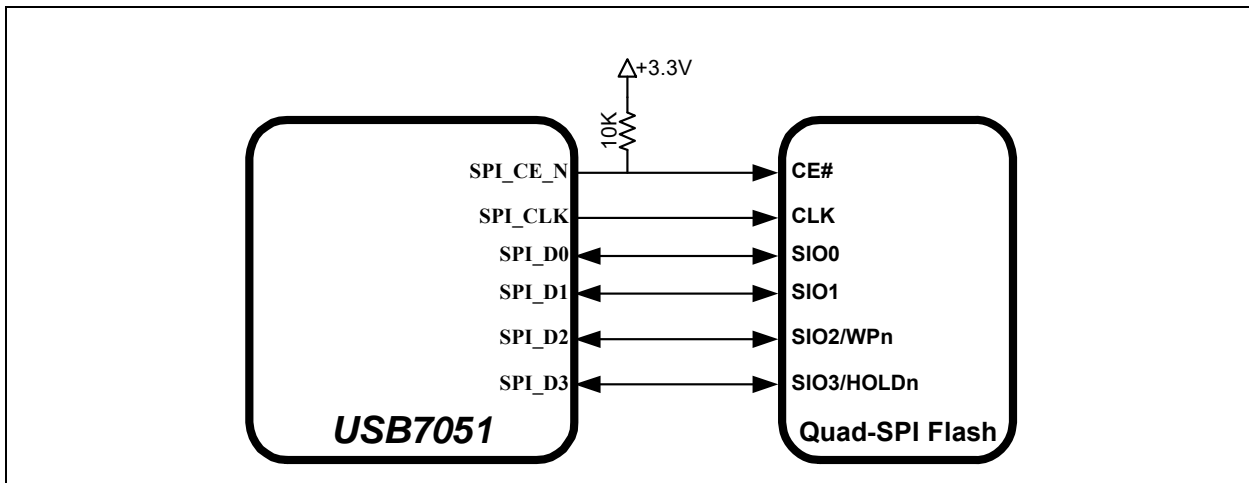 +3.3V
10K
SPI_CE_N CE#
SPI_CLK CLK
SPI_D0 SIO0
SPI_D1 SIO1
SPI_D2 SIO2/WPn
SPI_D3 SIO3/HOLDn
USB7051 Quad-SPI Flash